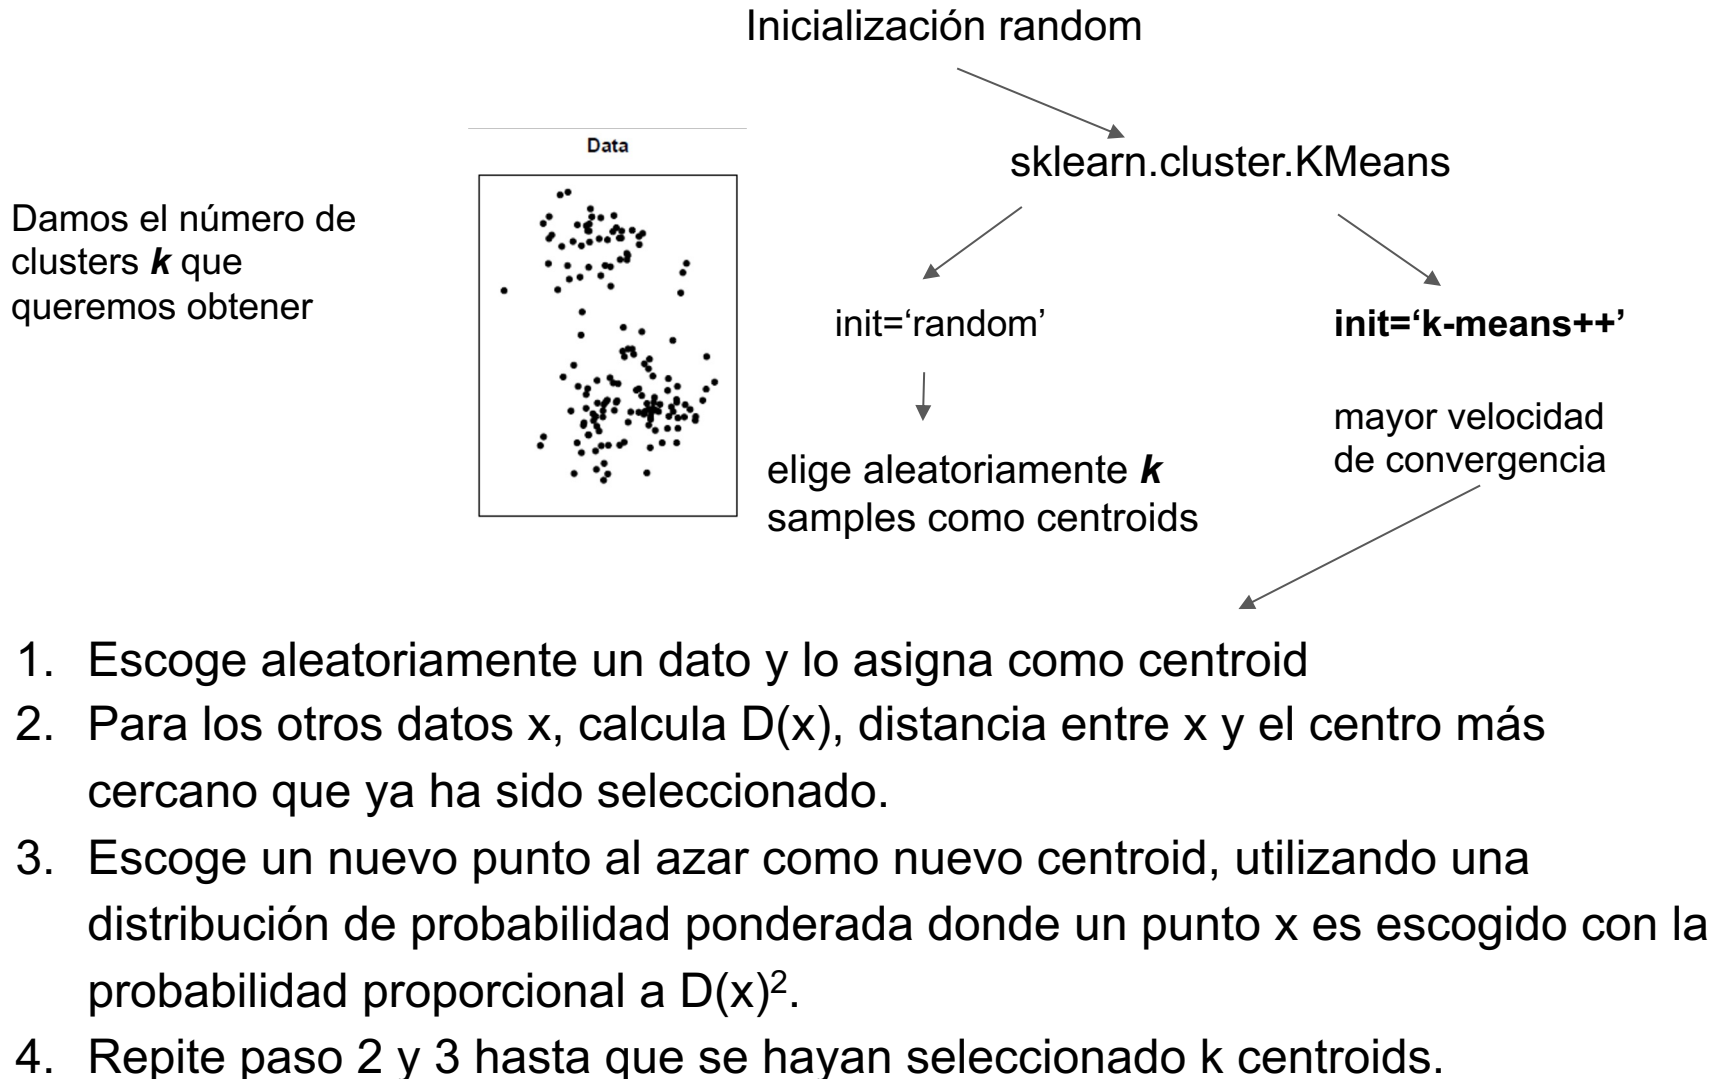 Inicialización random
Data
sklearn.cluster.KMeans
Damos el número de
clusters k que
queremos obtener
init=‘random’
init=‘k-means++’
mayor velocidad
de convergencia
elige aleatoriamente k
samples como centroids
1. Escoge aleatoriamente un dato y lo asigna como centroid
2. Para los otros datos x, calcula D(x), distancia entre x y el centro más
cercano que ya ha sido seleccionado.
3. Escoge un nuevo punto al azar como nuevo centroid, utilizando una
distribución de probabilidad ponderada donde un punto x es escogido con la
probabilidad proporcional a D(x)².
4. Repite paso 2 y 3 hasta que se hayan seleccionado k centroids.